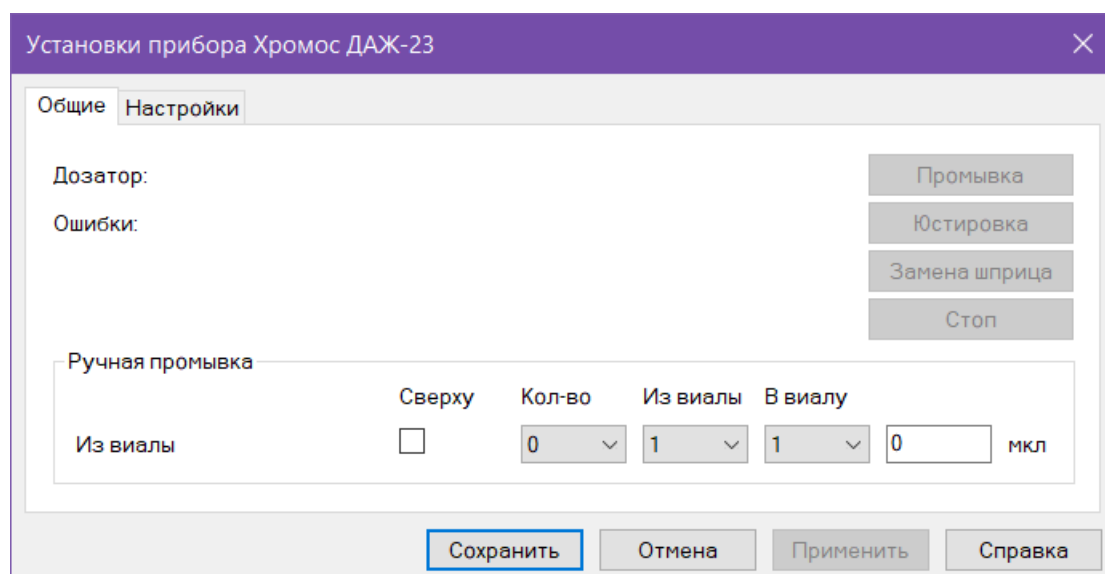 Установки прибора Хромос ДАЖ-23
Общие Настройки
Дозатор: Промывка
Ошибки: Юстировка
Замена шприца
Стоп
Ручная промывка
Сверху Кол-во Из виалы В виалу
Из виалы 0 1 1 0 мкл
Сохранить Отмена Применить Справка